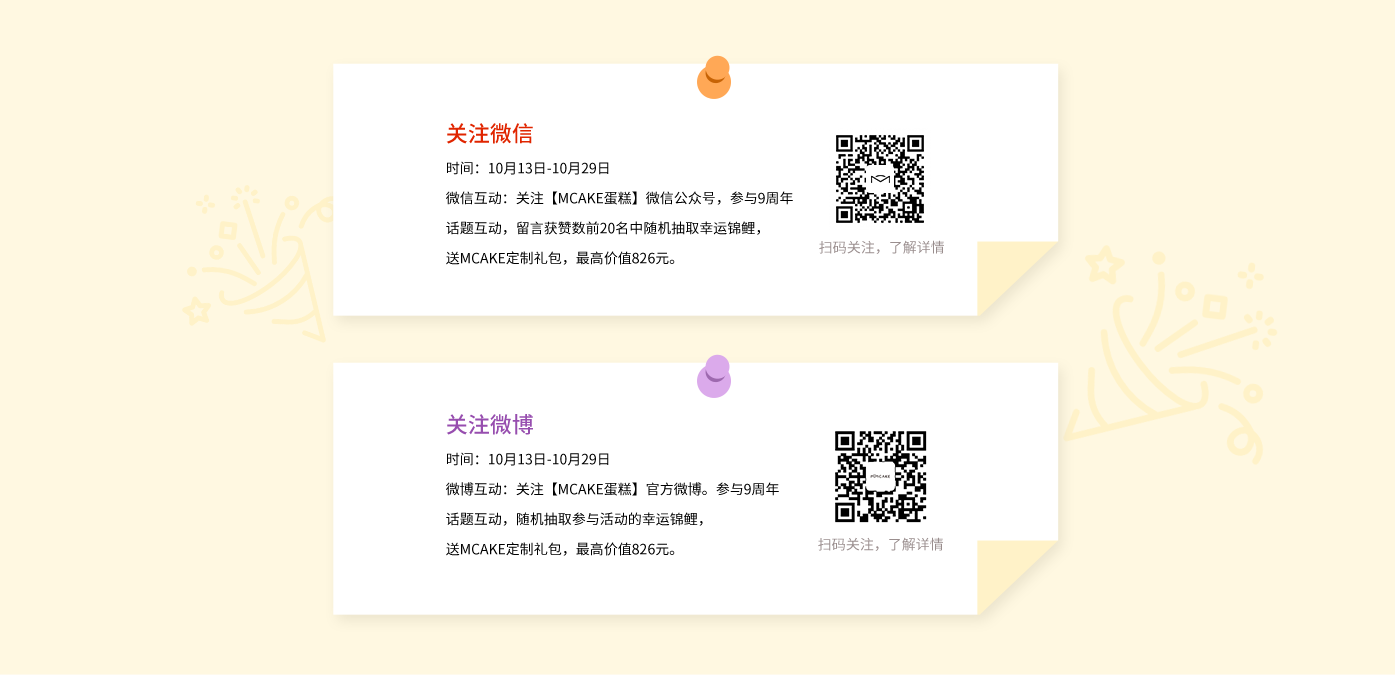 关注微信
时间：10月13日-10月29日
微信互动：关注【MCAKE蛋糕】微信公众号，参与9周年
话题互动，留言获赞数前20名中随机抽取幸运锦鲤，
送MCAKE定制礼包，最高价值826元。
扫码关注，了解详情
关注微博
时间：10月13日-10月29日
微博互动：关注【MCAKE蛋糕】官方微博。参与9周年
话题互动，随机抽取参与活动的幸运锦鲤，
送MCAKE定制礼包，最高价值826元。
扫码关注，了解详情